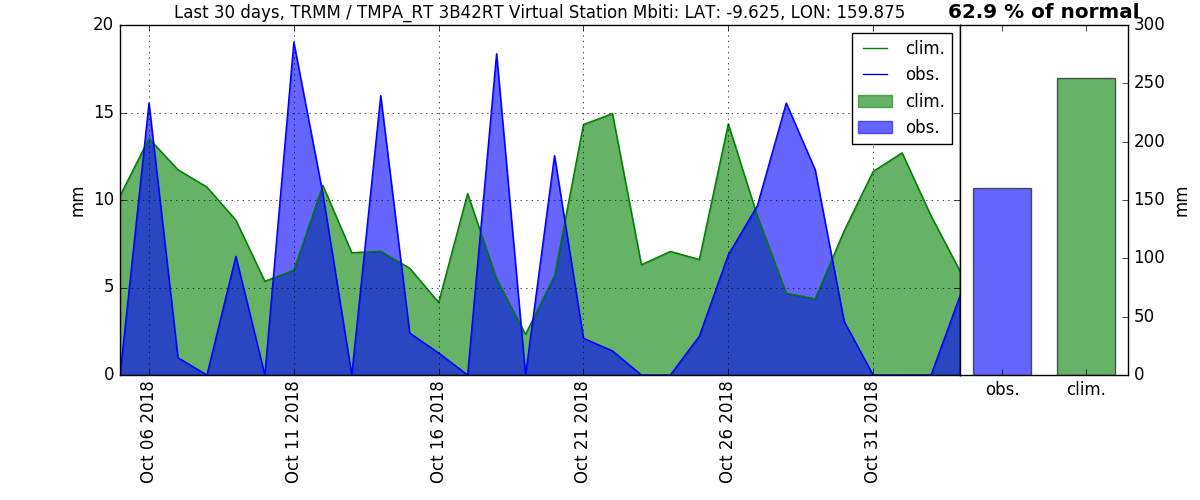 Last 30 days, TRMM / TMPA_RT 3B42RT Virtual Station Mbiti: LAT: -9.625, LON: 159.875
62.9 % of normal
20
15
10
5
0
mm
clim.
obs.
clim.
obs.
300
250
200
150
100
50
0
mm
obs.
clim.
Oct 06 2018
Oct 11 2018
Oct 16 2018
Oct 21 2018
Oct 26 2018
Oct 31 2018